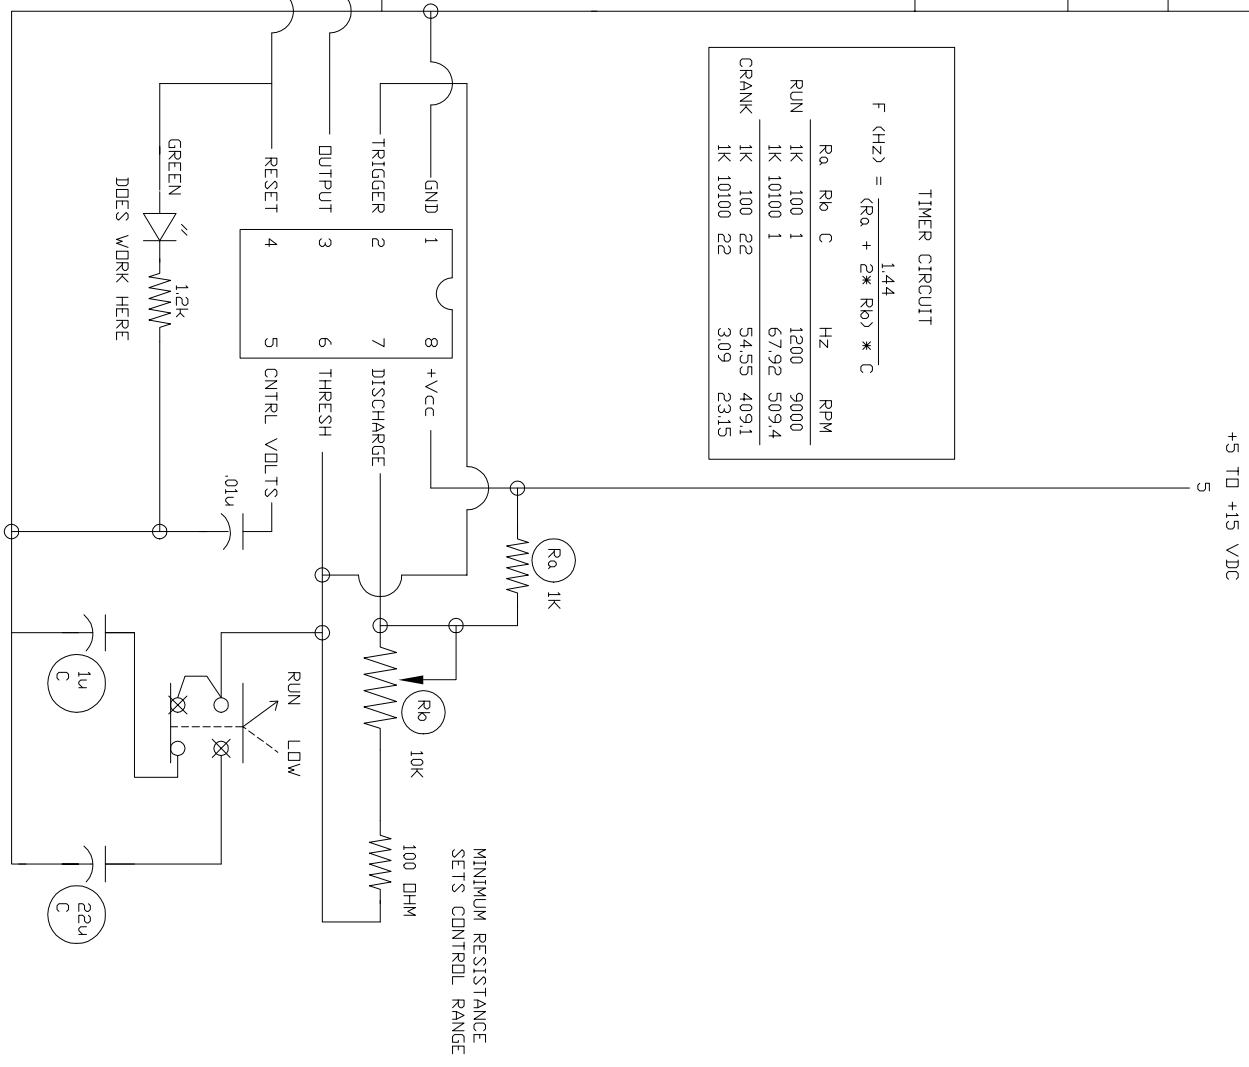 +5 TO +15 VDC
5
TIMER CIRCUIT
F (Hz) = 1.44
(Ra + 2* Rb) * C
Ra Rb C Hz RPM
RUN 1K 100 1 1200 9000
1K 10100 1 67.92 509.4
CRANK 1K 100 22 54.55 409.1
1K 10100 22 3.09 23.15
Ra 1K
MINIMUM RESISTANCE
SETS CONTROL RANGE
GND 1 8 +Vcc
Rb 10K
100 OHM
TRIGGER 2 7 DISCHARGE
OUTPUT 3 6 THRESH
RESET 4 5 CNTRL VOLTS
RUN LOW
.01u
GREEN
1.2k
DOES WORK HERE
1u
C
22u
C